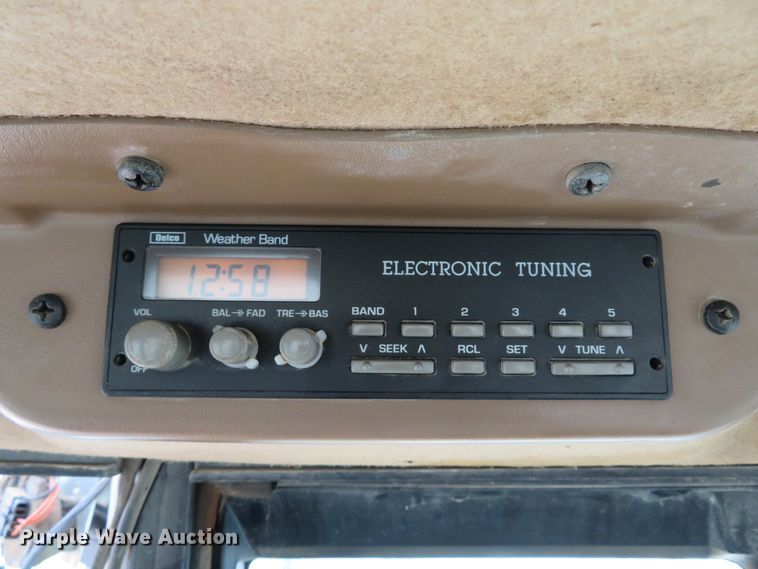 Delco Weather Band
12:58
ELECTRONIC TUNING
VOL BAL FAD TRE BAS
BAND 1 2 3 4 5
V SEEK Λ RCL SET V TUNE Λ
OFF
Purple Wave Auction